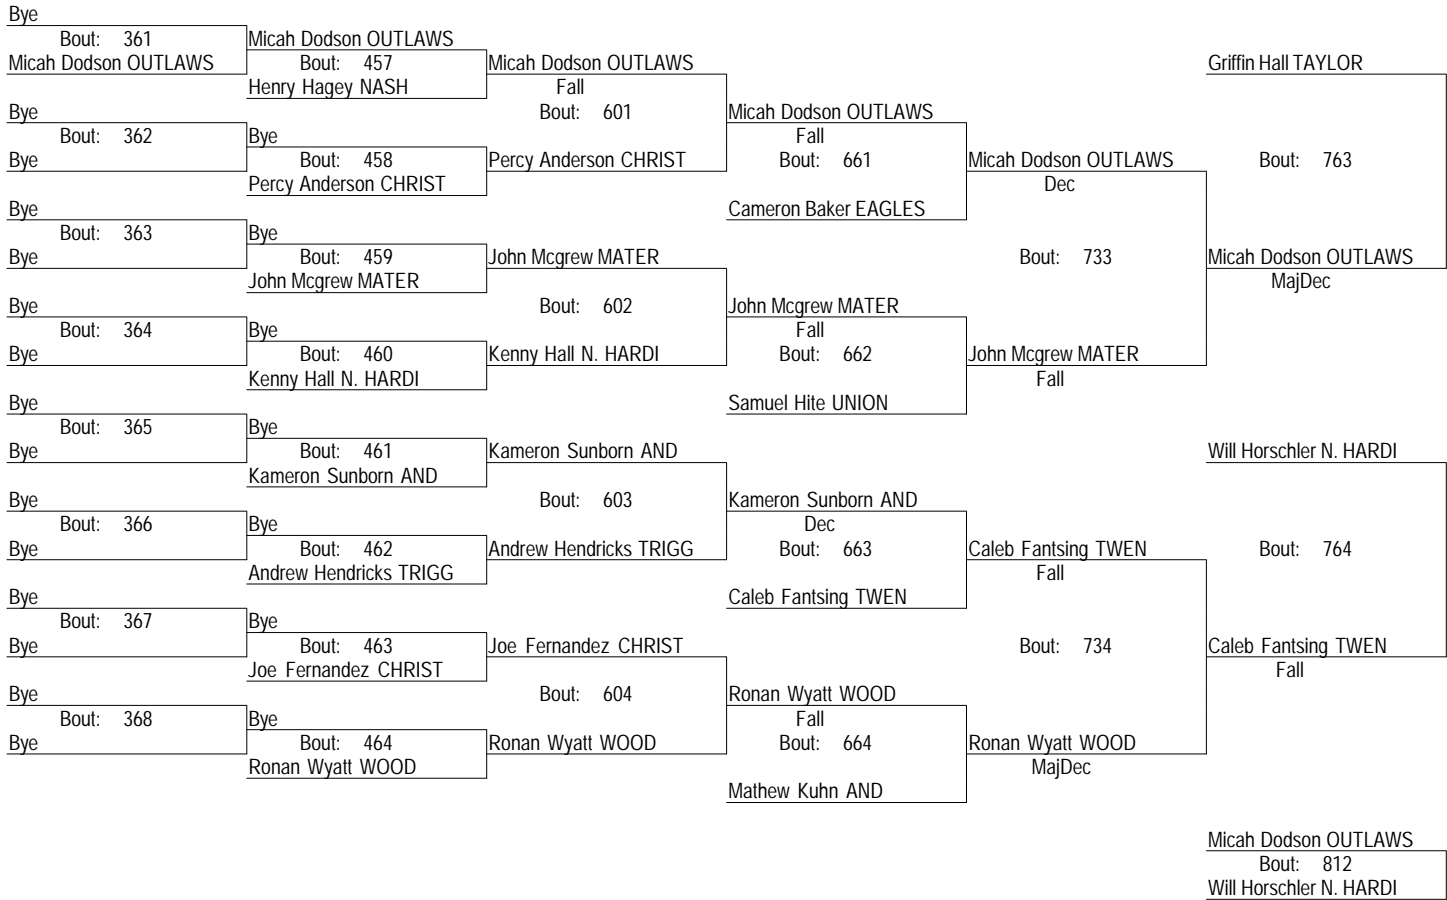 Bye
Bout: 361 Micah Dodson OUTLAWS
Micah Dodson OUTLAWS Bout: 457 Micah Dodson OUTLAWS Griffin Hall TAYLOR
Henry Hagey NASH Fall
Bye Bout: 601 Micah Dodson OUTLAWS
Bout: 362 Bye Fall
Bye Bout: 458 Percy Anderson CHRIST Bout: 661 Micah Dodson OUTLAWS Bout: 763
Percy Anderson CHRIST Dec
Bye Cameron Baker EAGLES
Bout: 363 Bye
Bye Bout: 459 John Mcgrew MATER Bout: 733 Micah Dodson OUTLAWS
John Mcgrew MATER MajDec
Bye Bout: 602 John Mcgrew MATER
Bout: 364 Bye Fall
Bye Bout: 460 Kenny Hall N. HARDI Bout: 662 John Mcgrew MATER
Kenny Hall N. HARDI Fall
Bye Samuel Hite UNION
Bout: 365 Bye
Bye Bout: 461 Kameron Sunborn AND Will Horschler N. HARDI
Kameron Sunborn AND
Bye Bout: 603 Kameron Sunborn AND
Bout: 366 Bye Dec
Bye Bout: 462 Andrew Hendricks TRIGG Bout: 663 Caleb Fantsing TWEN Bout: 764
Andrew Hendricks TRIGG Fall
Bye Caleb Fantsing TWEN
Bout: 367 Bye
Bye Bout: 463 Joe Fernandez CHRIST Bout: 734 Caleb Fantsing TWEN
Joe Fernandez CHRIST Fall
Bye Bout: 604 Ronan Wyatt WOOD
Bout: 368 Bye Fall
Bye Bout: 464 Ronan Wyatt WOOD Bout: 664 Ronan Wyatt WOOD
Ronan Wyatt WOOD MajDec
Mathew Kuhn AND
Micah Dodson OUTLAWS
Bout: 812
Will Horschler N. HARDI